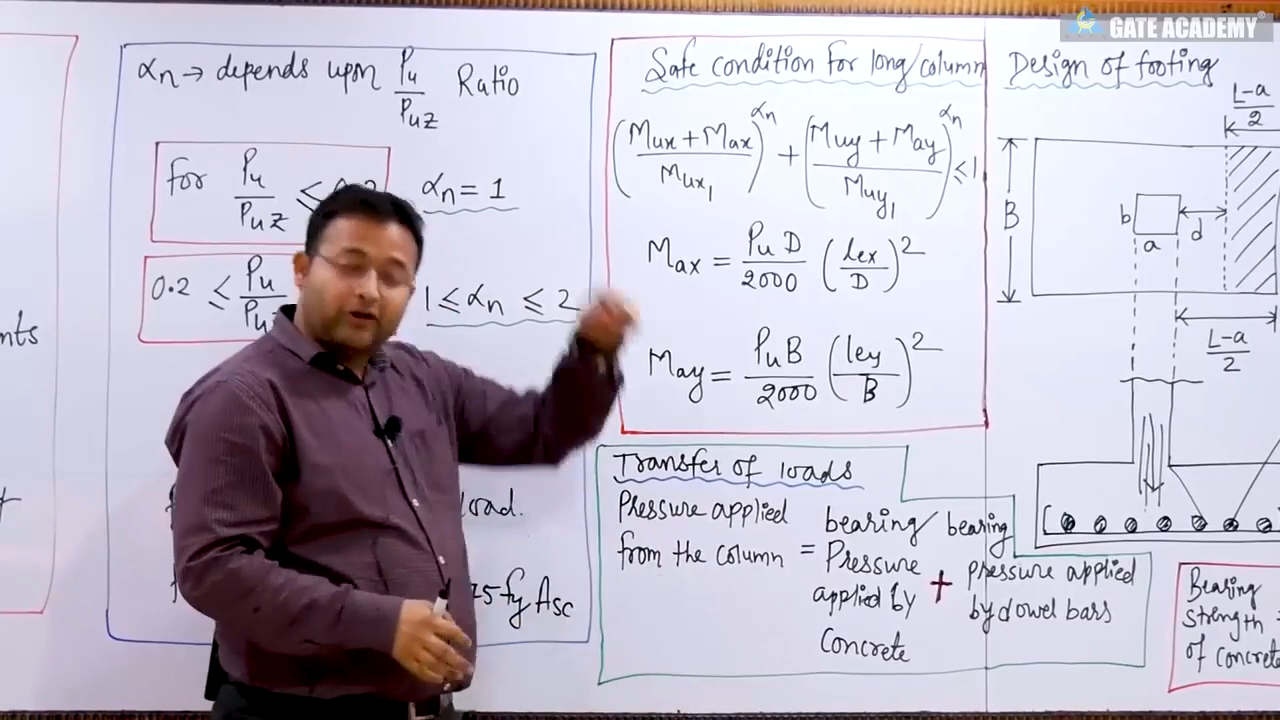 GATE ACADEMY®
αn → depends upon Pu/Puz Ratio
for Pu/Puz ≤ αn = 1
0.2 ≤ Pu/ 1 ≤ αn ≤ 2
load.
75 fy Asc
nts
Safe condition for long column
((Mux + Max)/Mux1)^αn + ((Muy + May)/Muy1)^αn ≤ 1
Max = PuD/2000 (lex/D)^2
May = PuB/2000 (ley/B)^2
Transfer of loads
Pressure applied from the column = bearing Pressure applied by Concrete + bearing pressure applied by dowel bars
Design of footing
L-a/2
B
b
a
d
L-a/2
Bearing
strength =
of concrete